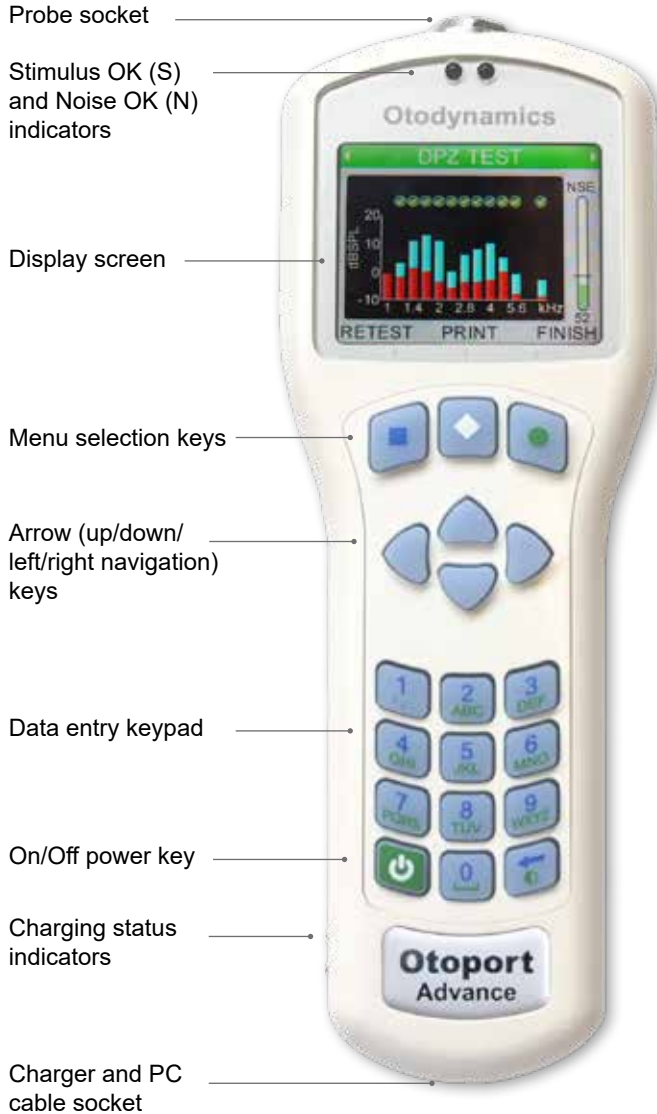 Probe socket
Stimulus OK (S)
and Noise OK (N)
indicators
Otodynamics
DPZ TEST
NSE
Display screen
dBSPL
20
10
0
-10
1 1.4 2 2.8 4 5.6 kHz
52
RETEST PRINT FINISH
Menu selection keys
Arrow (up/down/
left/right navigation)
keys
Data entry keypad
1
2 ABC
3 DEF
4 GHI
5 JKL
6 MNO
7 PQRS
8 TUV
9 WXYZ
0
On/Off power key
Charging status
indicators
Otoport
Advance
Charger and PC
cable socket